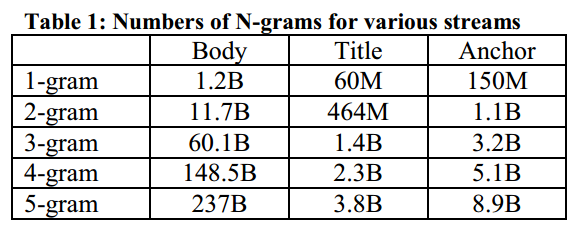 Table 1: Numbers of N-grams for various streams
Body Title Anchor
1-gram 1.2B 60M 150M
2-gram 11.7B 464M 1.1B
3-gram 60.1B 1.4B 3.2B
4-gram 148.5B 2.3B 5.1B
5-gram 237B 3.8B 8.9B